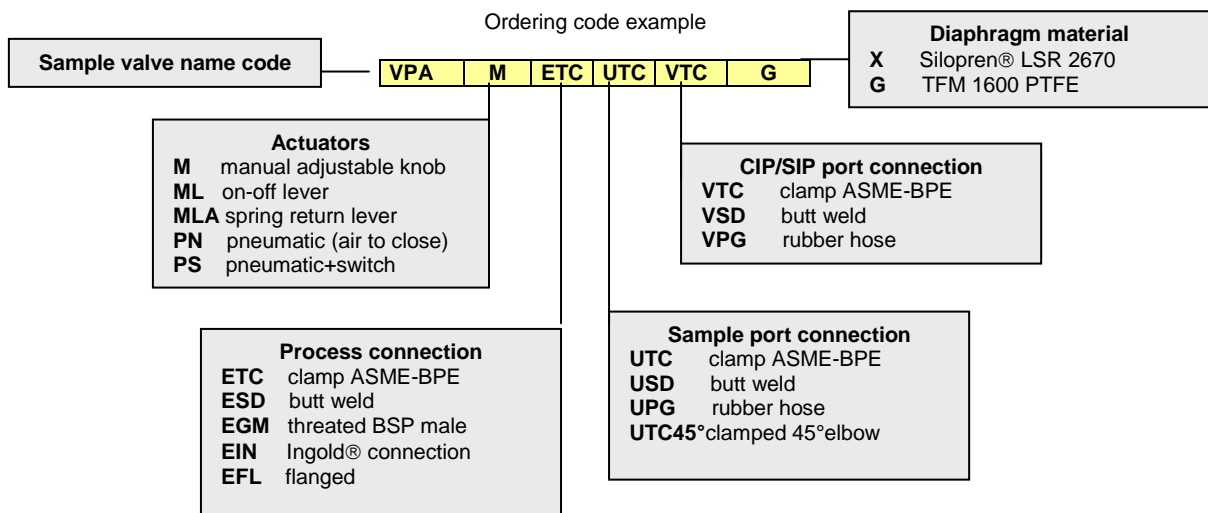 Ordering code example
Sample valve name code
VPA M ETC UTC VTC G
Diaphragm material
X Silopren® LSR 2670
G TFM 1600 PTFE
Actuators
M manual adjustable knob
ML on-off lever
MLA spring return lever
PN pneumatic (air to close)
PS pneumatic+switch
CIP/SIP port connection
VTC clamp ASME-BPE
VSD butt weld
VPG rubber hose
Process connection
ETC clamp ASME-BPE
ESD butt weld
EGM threated BSP male
EIN Ingold® connection
EFL flanged
Sample port connection
UTC clamp ASME-BPE
USD butt weld
UPG rubber hose
UTC45°clamped 45°elbow